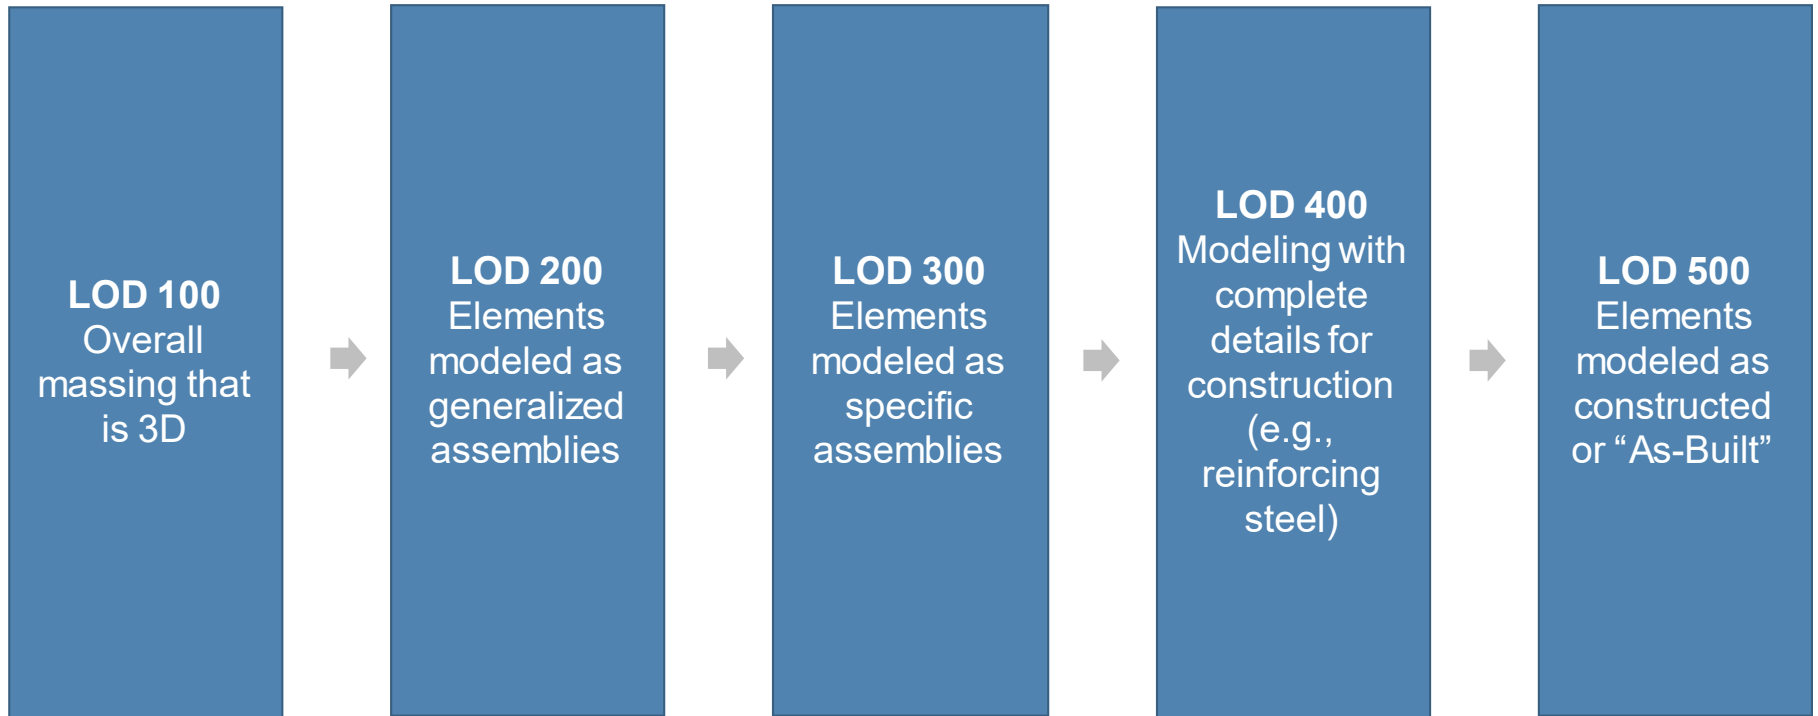 LOD 100
Overall
massing that
is 3D
LOD 200
Elements
modeled as
generalized
assemblies
LOD 300
Elements
modeled as
specific
assemblies
LOD 400
Modeling with
complete
details for
construction
(e.g.,
reinforcing
steel)
LOD 500
Elements
modeled as
constructed
or “As-Built”